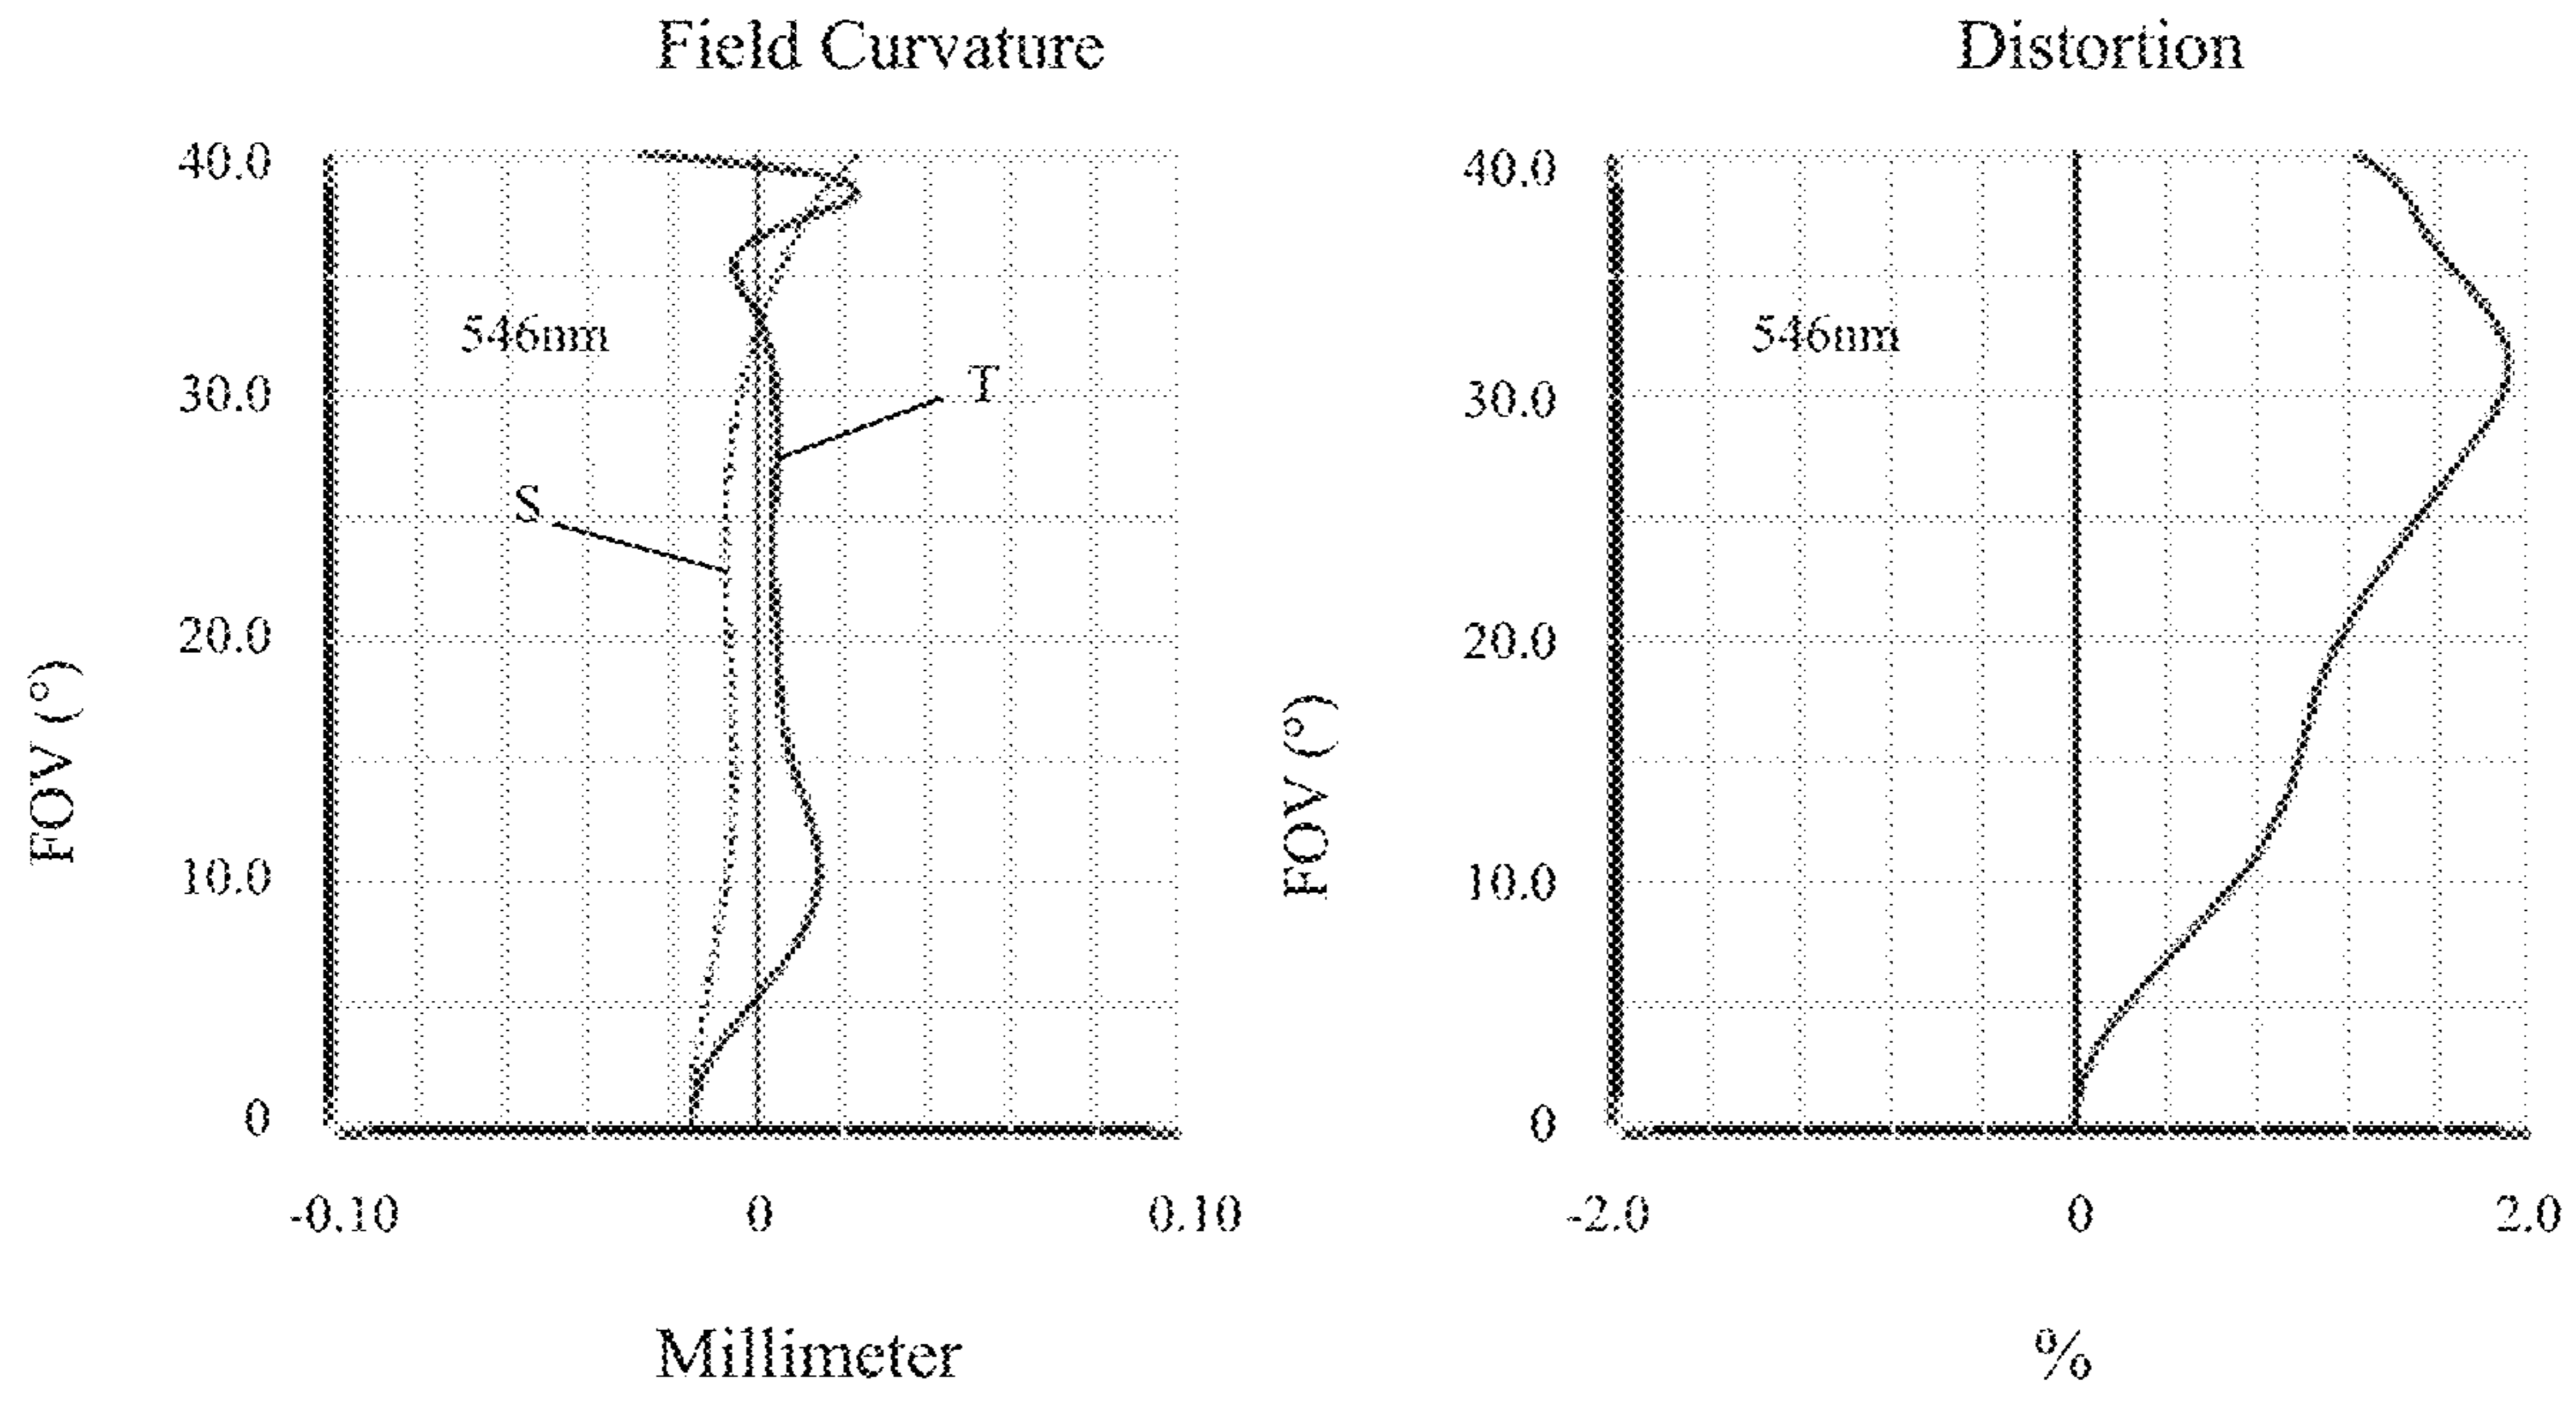 Field Curvature
40.0
30.0
20.0
10.0
0
FOV (°)
546nm
T
S
-0.10
0
0.10
Millimeter
Distortion
40.0
30.0
20.0
10.0
0
FOV (°)
546nm
-2.0
0
2.0
%